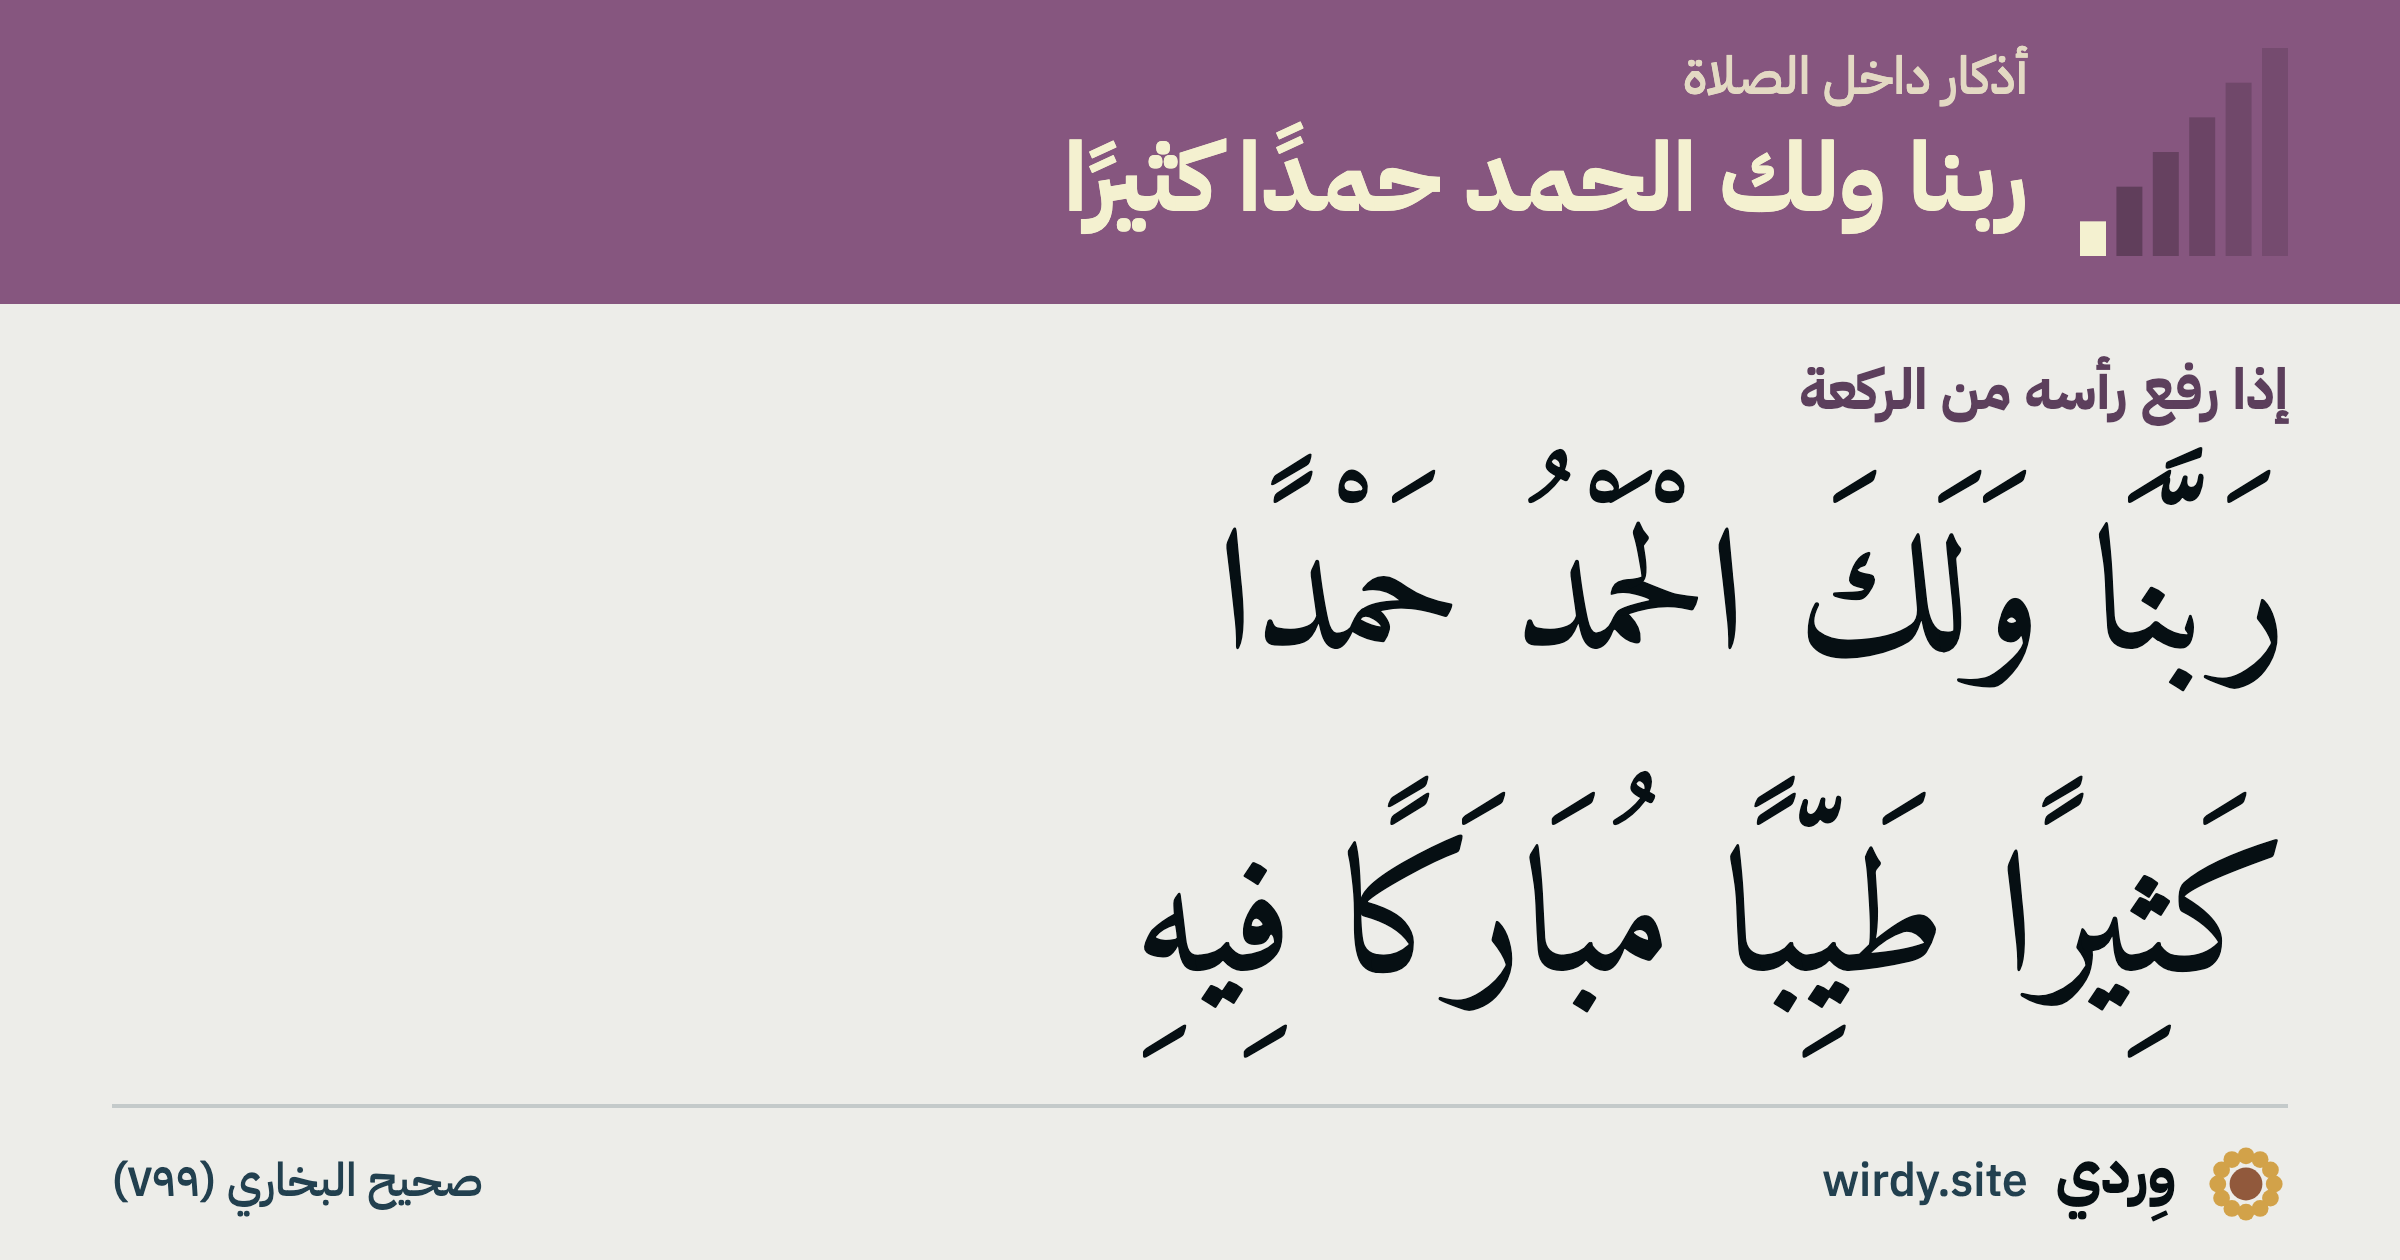 أذكار داخل الصلاة
ربنا ولك الحمد حمدًا كثيرًا
إذا رفع رأسه من الركعة
رَبَّنَا وَلَكَ الْحَمْدُ حَمْدًا
كَثِيرًا طَيِّبًا مُبَارَكًا فِيهِ
وِردي wirdy.site
صحيح البخاري (٧٩٩)